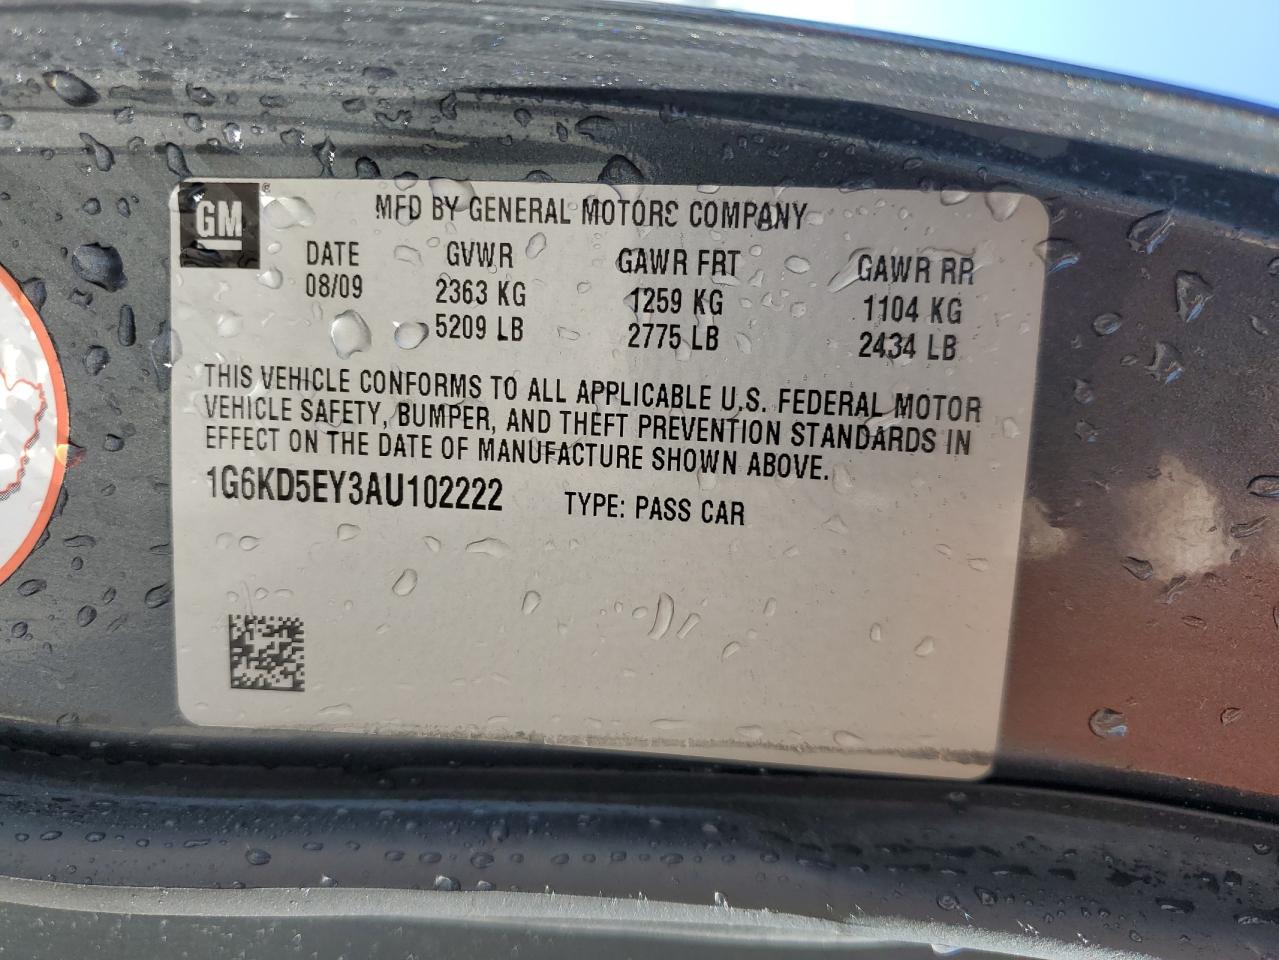 GM ®
MFD BY GENERAL MOTORS COMPANY
DATE GVWR GAWR FRT GAWR RR
08/09 2363 KG 1259 KG 1104 KG
5209 LB 2775 LB 2434 LB
THIS VEHICLE CONFORMS TO ALL APPLICABLE U.S. FEDERAL MOTOR
VEHICLE SAFETY, BUMPER, AND THEFT PREVENTION STANDARDS IN
EFFECT ON THE DATE OF MANUFACTURE SHOWN ABOVE.
1G6KD5EY3AU102222 TYPE: PASS CAR